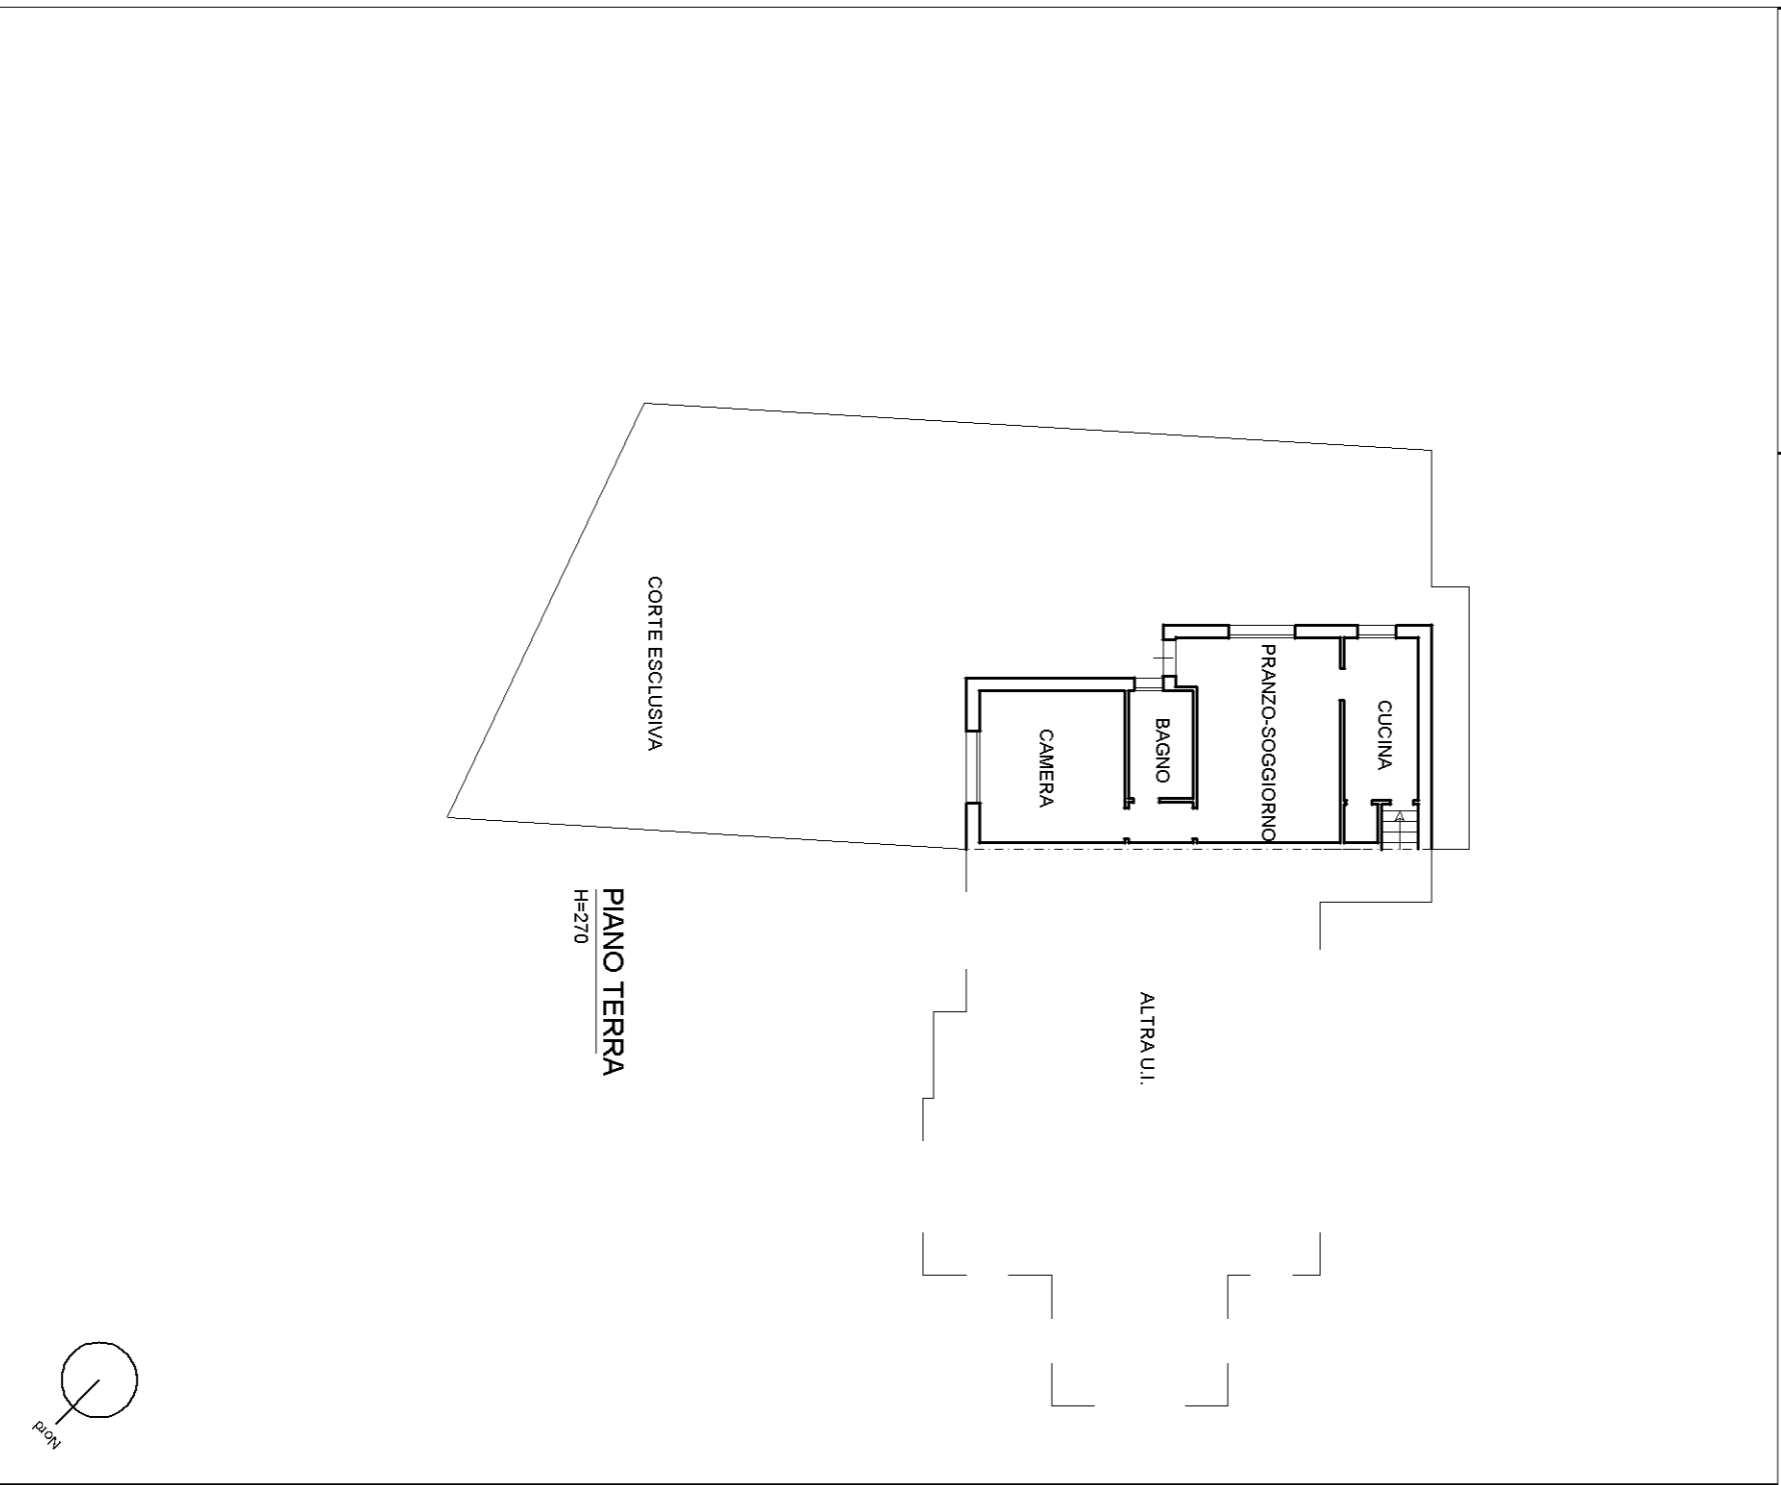 CUCINA
PRANZO-SOGGIORNO
BAGNO
CAMERA
CORTE ESCLUSIVA
ALTRA U.I.
PIANO TERRA
H=270
Nord